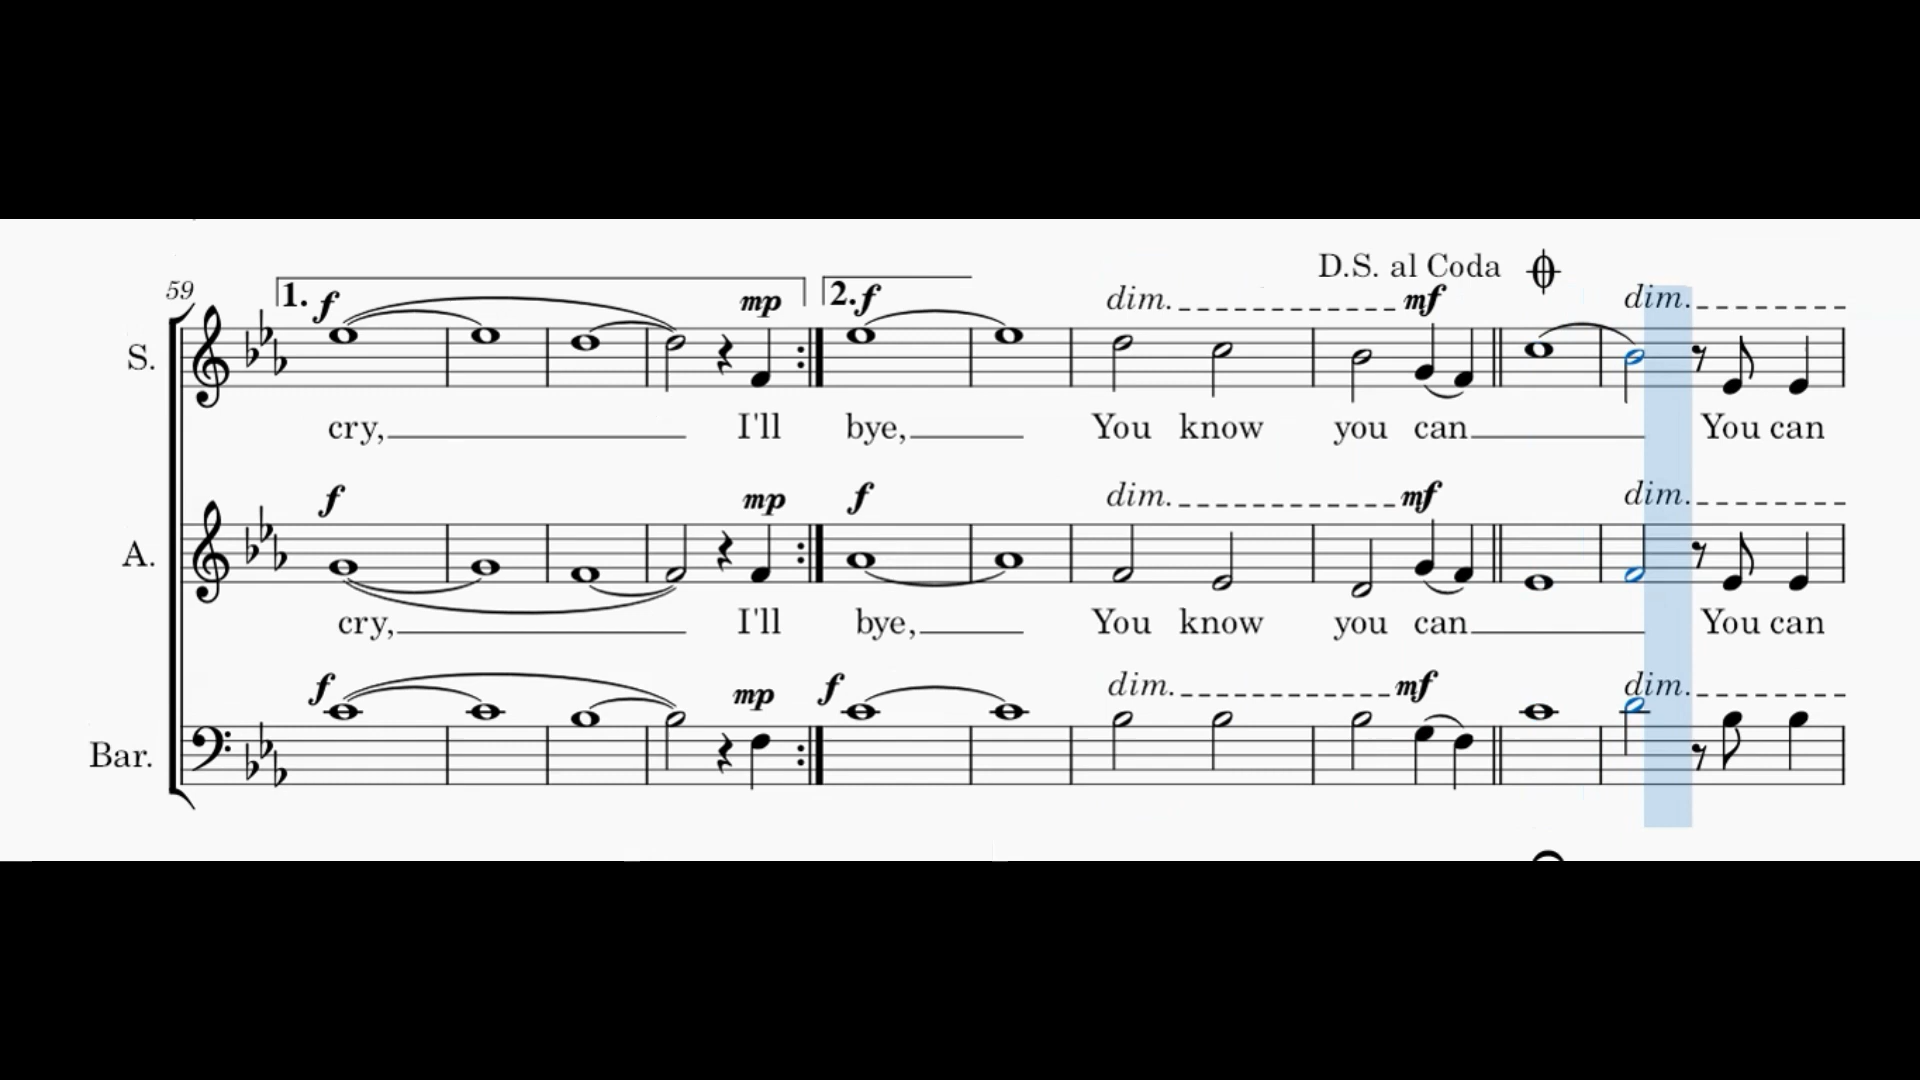 D.S. al Coda
59 1. f mp 2. f dim. mf dim.
S.
cry, I'll bye, You know you can You can
f mp f dim. mf dim.
A.
cry, I'll bye, You know you can You can
f mp f dim. mf dim.
Bar.